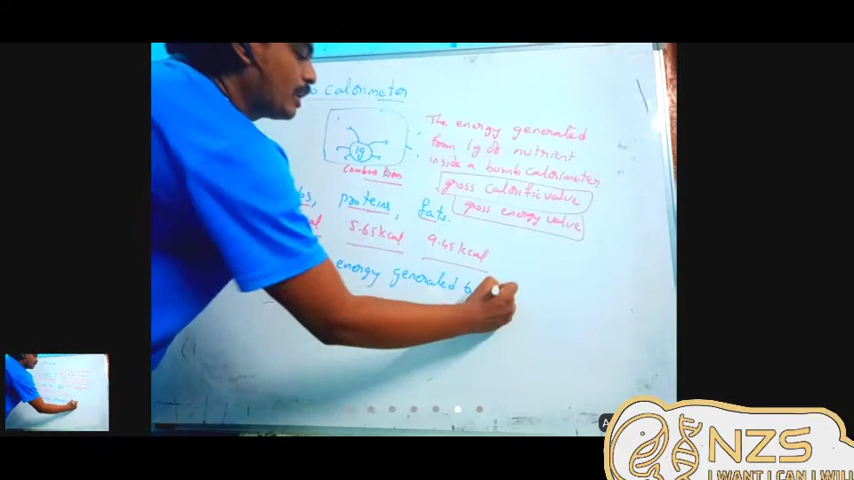 calorimeter
1g
Combustion
The energy generated
form 1g of nutrient
inside a bomb calorimeter
gross Calorific value
gross energy value
proteins, fats.
5.65kcal 9.45kcal
energy generated
NZS
I WANT I CAN I WILL